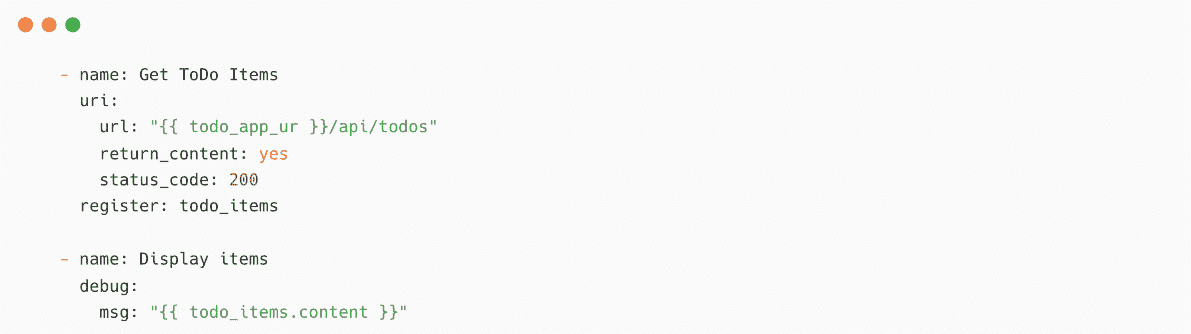 - name: Get ToDo Items
uri:
url: "{{ todo_app_ur }}/api/todos"
return_content: yes
status_code: 200
register: todo_items
- name: Display items
debug:
msg: "{{ todo_items.content }}"